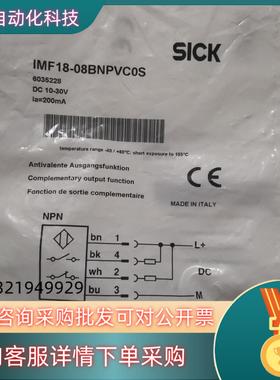 自动化科技
SICK
IMF18-08BNPVC0S
6035228
DC 10-30V
Ia=200mA
temperature range -40 / +80°C; short exposure to 105°C
Antivalente Ausgangsfunktion
Complementary output function
Fonction de sortie complementaire
CE
MADE IN ITALY
NPN
bn 1 L+
bk 4
wh 2 DC
bu 3 M
321949929
咨询采购批发可对公开票
客服详情下单采购